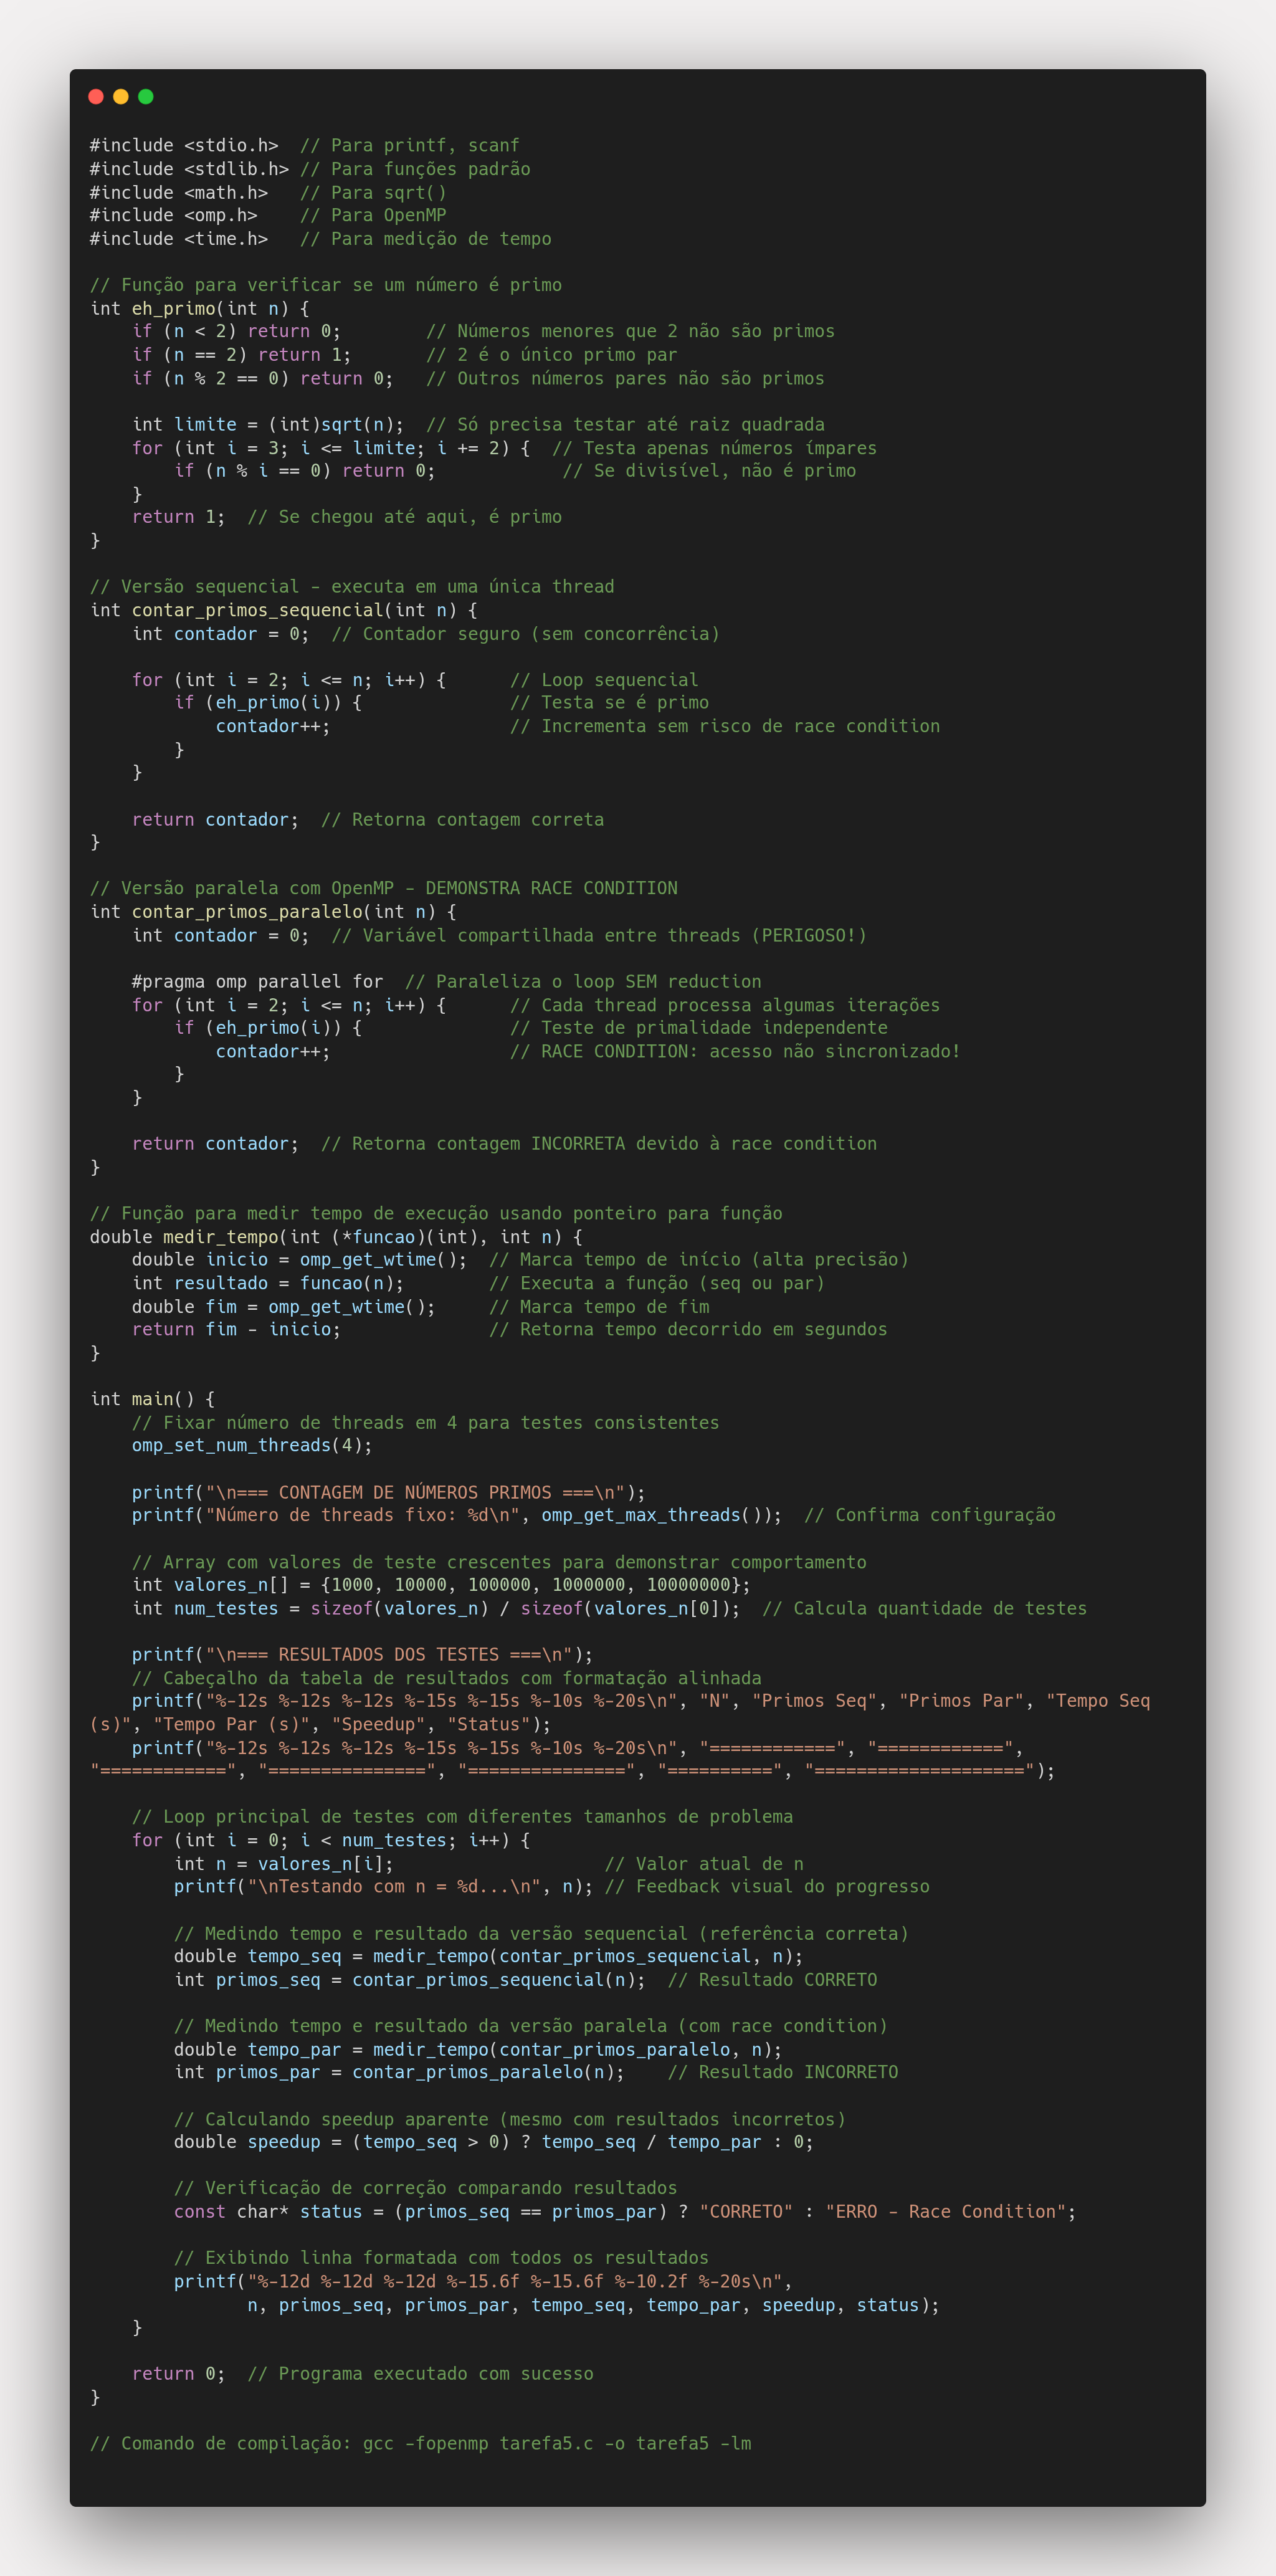 #include <stdio.h>  // Para printf, scanf
#include <stdlib.h> // Para funções padrão
#include <math.h>   // Para sqrt()
#include <omp.h>    // Para OpenMP
#include <time.h>   // Para medição de tempo

// Função para verificar se um número é primo
int eh_primo(int n) {
    if (n < 2) return 0;        // Números menores que 2 não são primos
    if (n == 2) return 1;       // 2 é o único primo par
    if (n % 2 == 0) return 0;   // Outros números pares não são primos

    int limite = (int)sqrt(n);  // Só precisa testar até raiz quadrada
    for (int i = 3; i <= limite; i += 2) {  // Testa apenas números ímpares
        if (n % i == 0) return 0;            // Se divisível, não é primo
    }
    return 1;  // Se chegou até aqui, é primo
}

// Versão sequencial - executa em uma única thread
int contar_primos_sequencial(int n) {
    int contador = 0;  // Contador seguro (sem concorrência)

    for (int i = 2; i <= n; i++) {      // Loop sequencial
        if (eh_primo(i)) {              // Testa se é primo
            contador++;                 // Incrementa sem risco de race condition
        }
    }

    return contador;  // Retorna contagem correta
}

// Versão paralela com OpenMP - DEMONSTRA RACE CONDITION
int contar_primos_paralelo(int n) {
    int contador = 0;  // Variável compartilhada entre threads (PERIGOSO!)

    #pragma omp parallel for  // Paraleliza o loop SEM reduction
    for (int i = 2; i <= n; i++) {      // Cada thread processa algumas iterações
        if (eh_primo(i)) {              // Teste de primalidade independente
            contador++;                 // RACE CONDITION: acesso não sincronizado!
        }
    }

    return contador;  // Retorna contagem INCORRETA devido à race condition
}

// Função para medir tempo de execução usando ponteiro para função
double medir_tempo(int (*funcao)(int), int n) {
    double inicio = omp_get_wtime();  // Marca tempo de início (alta precisão)
    int resultado = funcao(n);        // Executa a função (seq ou par)
    double fim = omp_get_wtime();     // Marca tempo de fim
    return fim - inicio;              // Retorna tempo decorrido em segundos
}

int main() {
    // Fixar número de threads em 4 para testes consistentes
    omp_set_num_threads(4);

    printf("\n=== CONTAGEM DE NÚMEROS PRIMOS ===\n");
    printf("Número de threads fixo: %d\n", omp_get_max_threads());  // Confirma configuração

    // Array com valores de teste crescentes para demonstrar comportamento
    int valores_n[] = {1000, 10000, 100000, 1000000, 10000000};
    int num_testes = sizeof(valores_n) / sizeof(valores_n[0]);  // Calcula quantidade de testes

    printf("\n=== RESULTADOS DOS TESTES ===\n");
    // Cabeçalho da tabela de resultados com formatação alinhada
    printf("%-12s %-12s %-12s %-15s %-15s %-10s %-20s\n", "N", "Primos Seq", "Primos Par", "Tempo Seq
(s)", "Tempo Par (s)", "Speedup", "Status");
    printf("%-12s %-12s %-12s %-15s %-15s %-10s %-20s\n", "============", "============",
"============", "===============", "===============", "==========", "====================");

    // Loop principal de testes com diferentes tamanhos de problema
    for (int i = 0; i < num_testes; i++) {
        int n = valores_n[i];                    // Valor atual de n
        printf("\nTestando com n = %d...\n", n); // Feedback visual do progresso

        // Medindo tempo e resultado da versão sequencial (referência correta)
        double tempo_seq = medir_tempo(contar_primos_sequencial, n);
        int primos_seq = contar_primos_sequencial(n);  // Resultado CORRETO

        // Medindo tempo e resultado da versão paralela (com race condition)
        double tempo_par = medir_tempo(contar_primos_paralelo, n);
        int primos_par = contar_primos_paralelo(n);    // Resultado INCORRETO

        // Calculando speedup aparente (mesmo com resultados incorretos)
        double speedup = (tempo_seq > 0) ? tempo_seq / tempo_par : 0;

        // Verificação de correção comparando resultados
        const char* status = (primos_seq == primos_par) ? "CORRETO" : "ERRO - Race Condition";

        // Exibindo linha formatada com todos os resultados
        printf("%-12d %-12d %-12d %-15.6f %-15.6f %-10.2f %-20s\n",
               n, primos_seq, primos_par, tempo_seq, tempo_par, speedup, status);
    }

    return 0;  // Programa executado com sucesso
}

// Comando de compilação: gcc -fopenmp tarefa5.c -o tarefa5 -lm